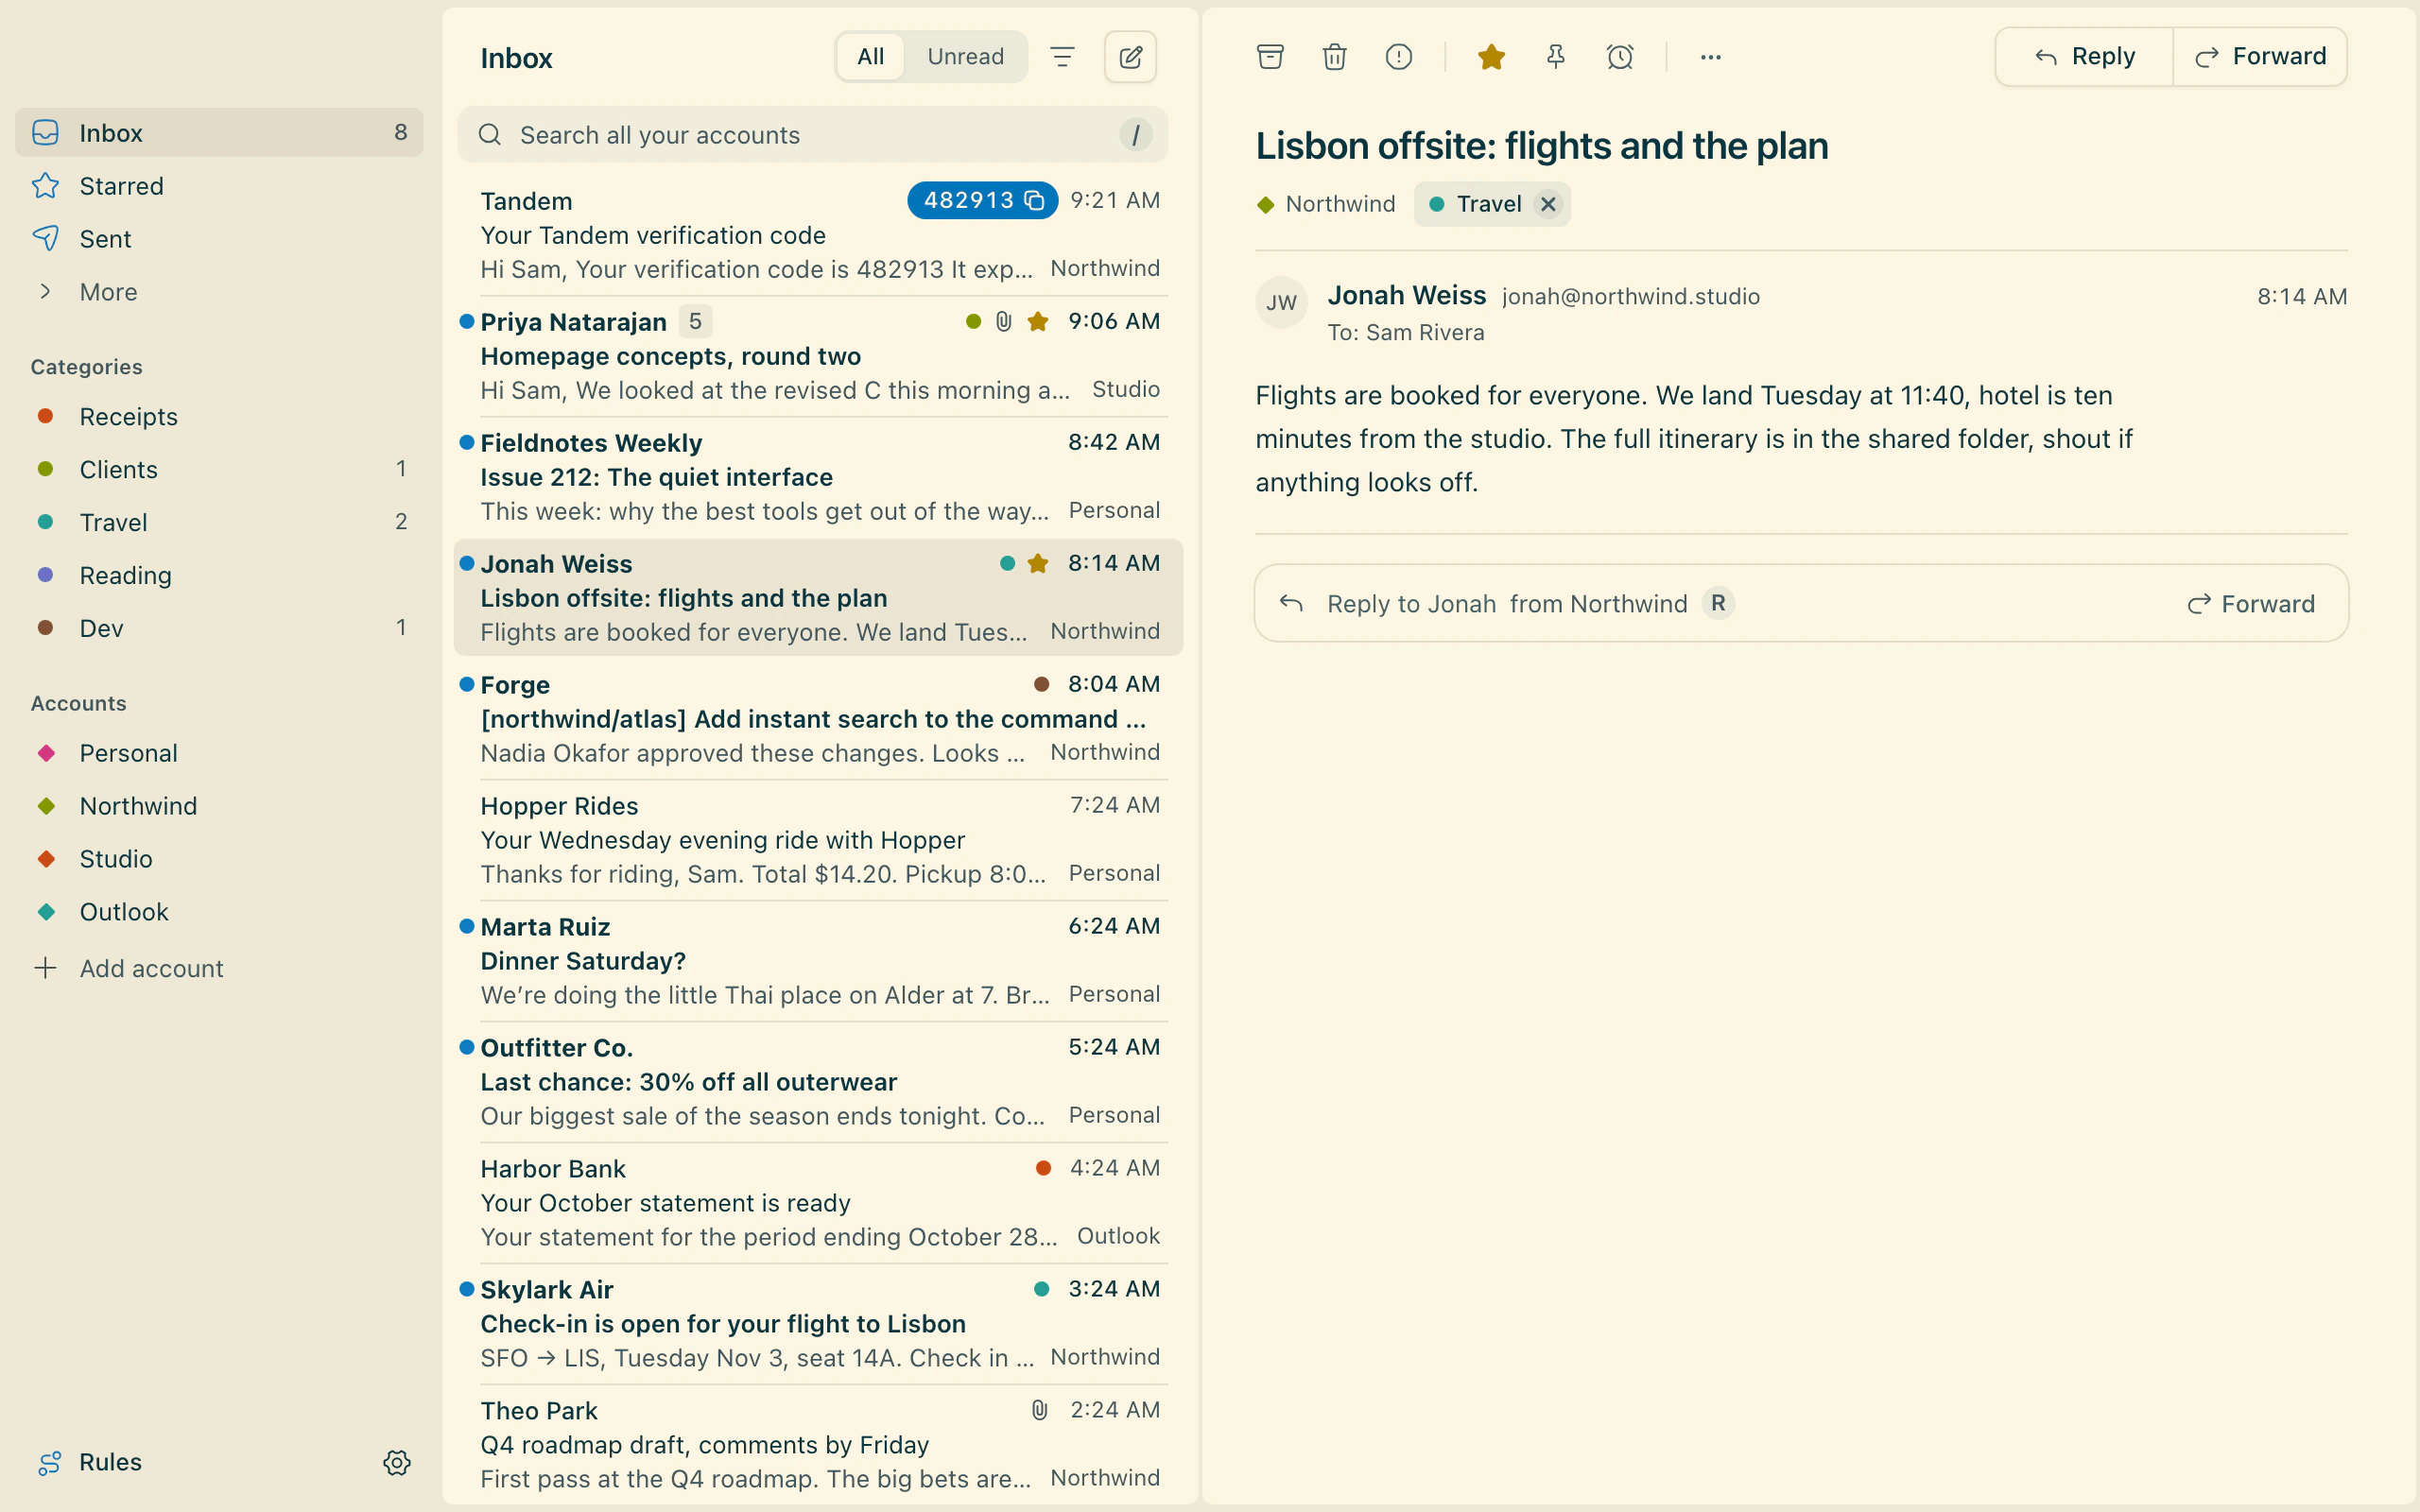 Inbox 8
Starred
Sent
More
Categories
Receipts
Clients 1
Travel 2
Reading
Dev 1
Accounts
Personal
Northwind
Studio
Outlook
Add account
Rules
Inbox All Unread
Search all your accounts /
Tandem 482913 9:21 AM
Your Tandem verification code
Hi Sam, Your verification code is 482913 It exp... Northwind
Priya Natarajan 5 9:06 AM
Homepage concepts, round two
Hi Sam, We looked at the revised C this morning a... Studio
Fieldnotes Weekly 8:42 AM
Issue 212: The quiet interface
This week: why the best tools get out of the way... Personal
Jonah Weiss 8:14 AM
Lisbon offsite: flights and the plan
Flights are booked for everyone. We land Tues... Northwind
Forge 8:04 AM
[northwind/atlas] Add instant search to the command ...
Nadia Okafor approved these changes. Looks ... Northwind
Hopper Rides 7:24 AM
Your Wednesday evening ride with Hopper
Thanks for riding, Sam. Total $14.20. Pickup 8:0... Personal
Marta Ruiz 6:24 AM
Dinner Saturday?
We’re doing the little Thai place on Alder at 7. Br... Personal
Outfitter Co. 5:24 AM
Last chance: 30% off all outerwear
Our biggest sale of the season ends tonight. Co... Personal
Harbor Bank 4:24 AM
Your October statement is ready
Your statement for the period ending October 28... Outlook
Skylark Air 3:24 AM
Check-in is open for your flight to Lisbon
SFO → LIS, Tuesday Nov 3, seat 14A. Check in ... Northwind
Theo Park 2:24 AM
Q4 roadmap draft, comments by Friday
First pass at the Q4 roadmap. The big bets are... Northwind
Reply Forward
Lisbon offsite: flights and the plan
Northwind Travel
JW Jonah Weiss jonah@northwind.studio 8:14 AM
To: Sam Rivera
Flights are booked for everyone. We land Tuesday at 11:40, hotel is ten
minutes from the studio. The full itinerary is in the shared folder, shout if
anything looks off.
Reply to Jonah from Northwind R Forward